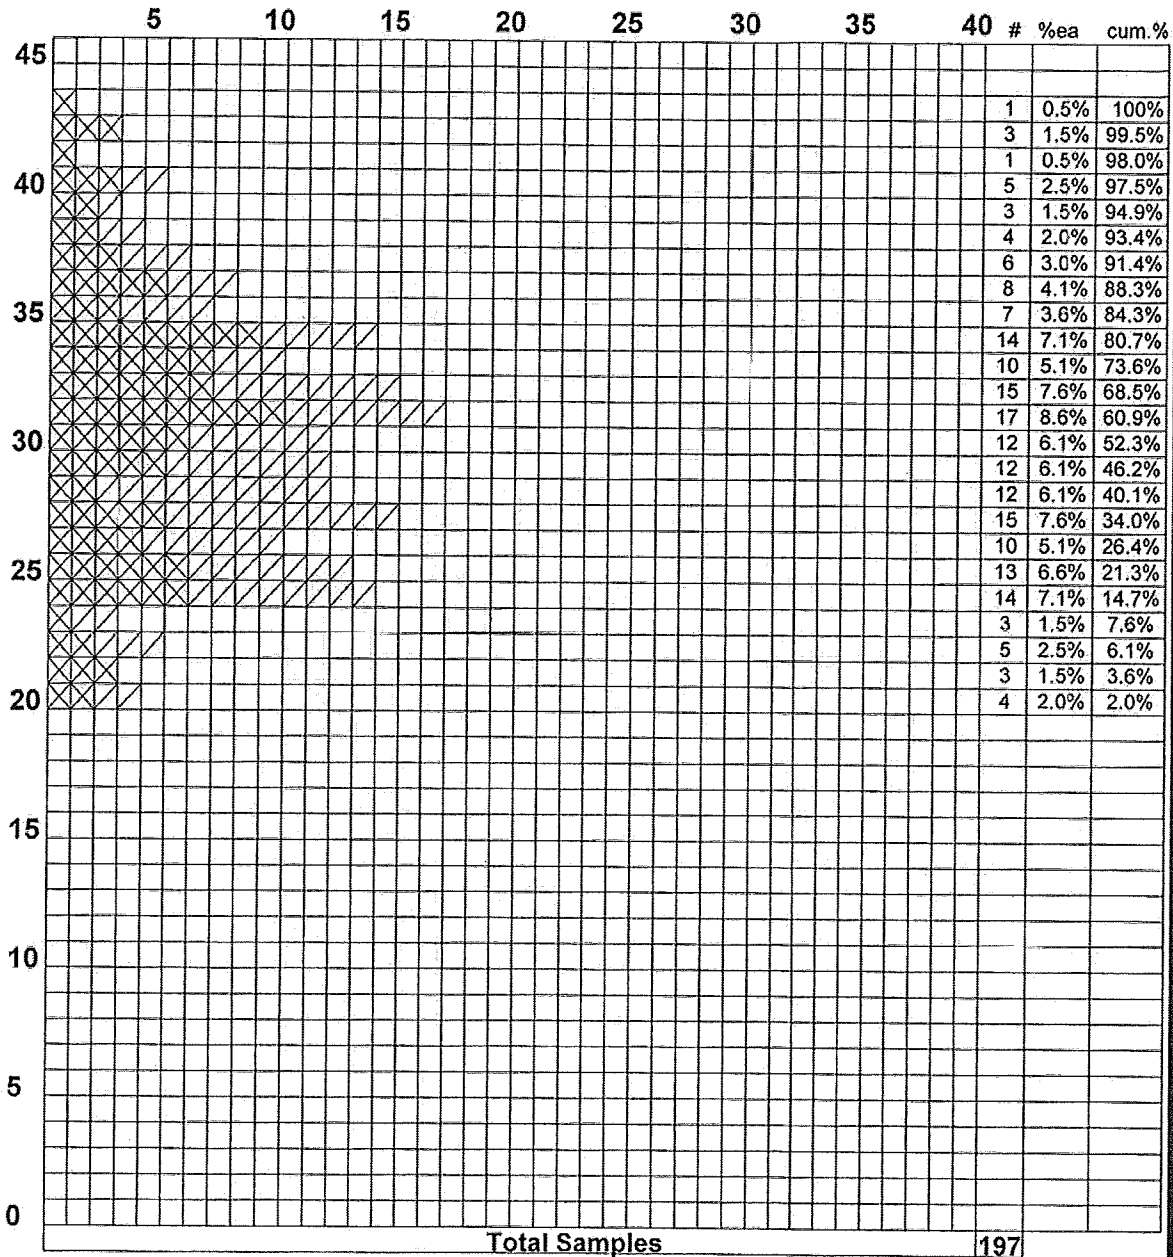 5 10 15 20 25 30 35 40 # %ea cum.%
45
1 0.5% 100%
3 1.5% 99.5%
1 0.5% 98.0%
40 5 2.5% 97.5%
3 1.5% 94.9%
4 2.0% 93.4%
6 3.0% 91.4%
8 4.1% 88.3%
35 7 3.6% 84.3%
14 7.1% 80.7%
10 5.1% 73.6%
15 7.6% 68.5%
17 8.6% 60.9%
30 12 6.1% 52.3%
12 6.1% 46.2%
12 6.1% 40.1%
15 7.6% 34.0%
10 5.1% 26.4%
25 13 6.6% 21.3%
14 7.1% 14.7%
3 1.5% 7.6%
5 2.5% 6.1%
3 1.5% 3.6%
20 4 2.0% 2.0%
15
10
5
0
Total Samples 197